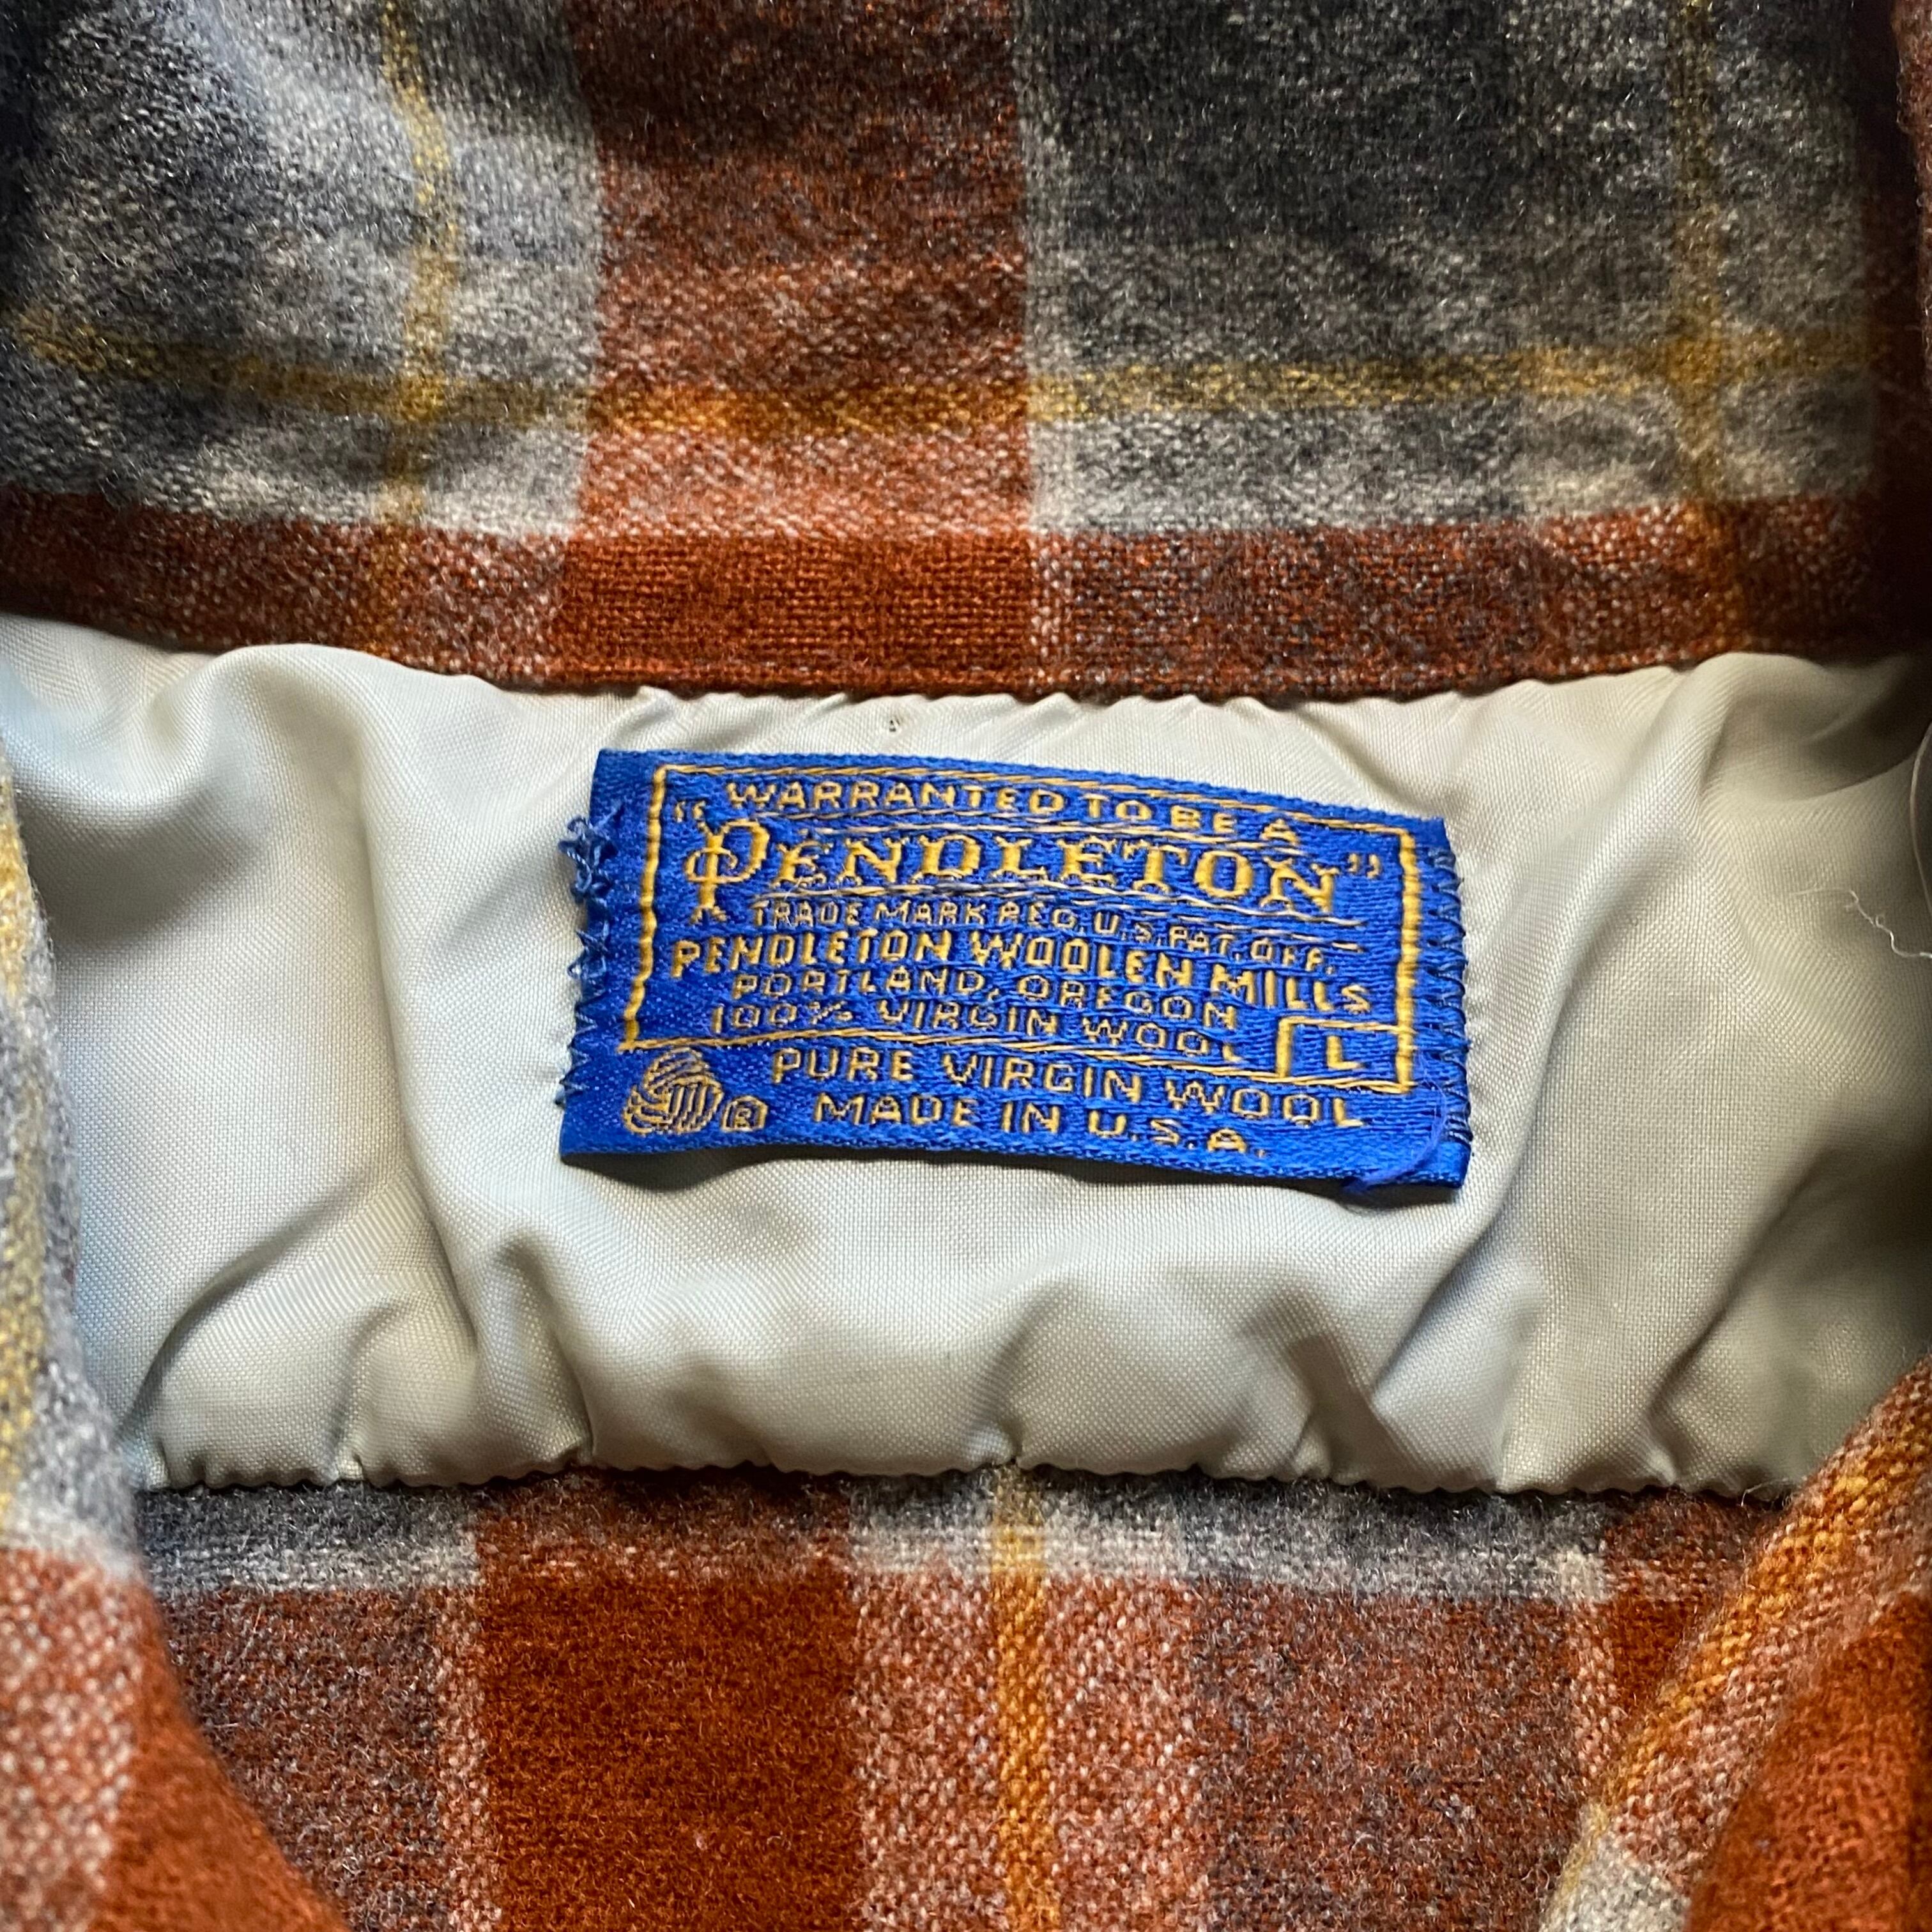 WARRANTED TO BE A
"PENDLETON"
TRADE MARK REG. U.S. PAT. OFF.
PENDLETON WOOLEN MILLS
PORTLAND, OREGON
100% VIRGIN WOOL L
PURE VIRGIN WOOL
® MADE IN U.S.A.